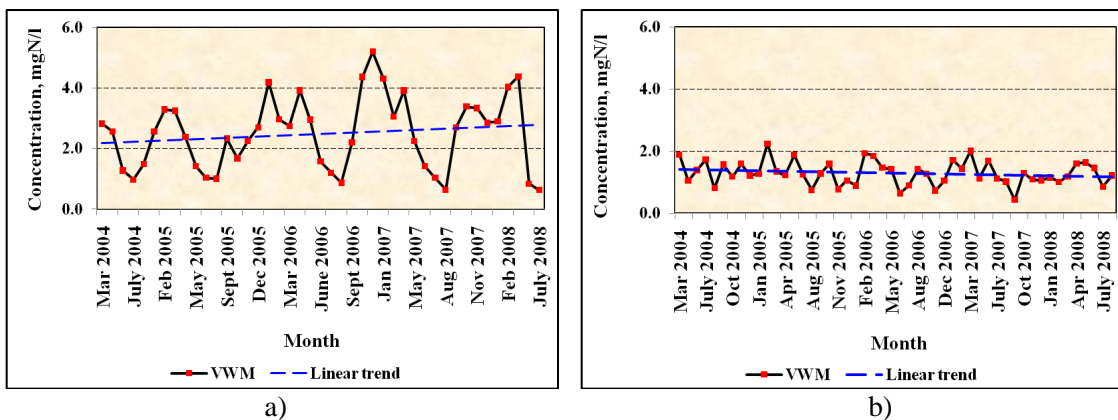 Concentration, mgN/l
6.0
4.0
2.0
0.0
Mar 2004
July 2004
Feb 2005
May 2005
Sept 2005
Dec 2005
Mar 2006
June 2006
Sept 2006
Jan 2007
May 2007
Aug 2007
Nov 2007
Feb 2008
July 2008
Month
VWM
Linear trend
a)
Concentration, mgN/l
6.0
4.0
2.0
0.0
Mar 2004
July 2004
Oct 2004
Jan 2005
Apr 2005
Aug 2005
Nov 2005
Feb 2006
May 2006
Aug 2006
Dec 2006
Mar 2007
July 2007
Oct 2007
Jan 2008
Apr 2008
July 2008
Month
VWM
Linear trend
b)